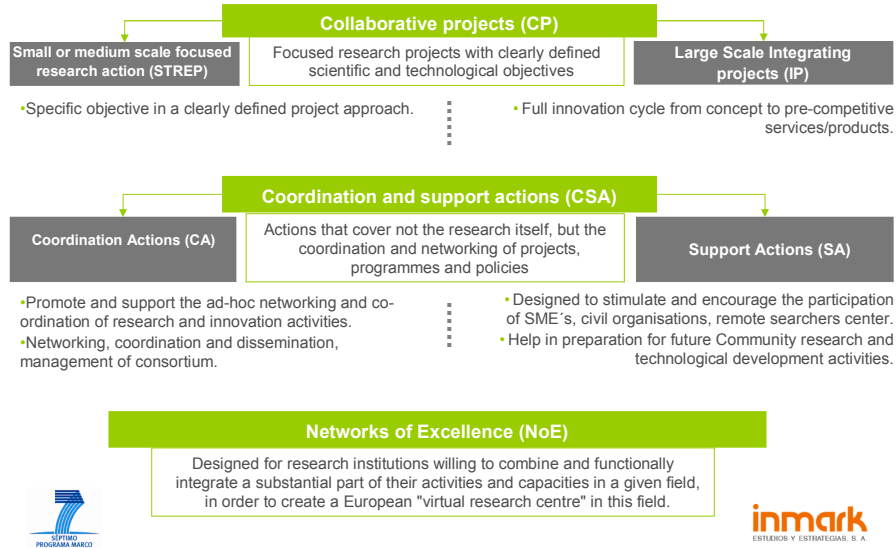 Collaborative projects (CP)
Small or medium scale focused
research action (STREP)
Focused research projects with clearly defined
scientific and technological objectives
Large Scale Integrating
projects (IP)
•Specific objective in a clearly defined project approach.
• Full innovation cycle from concept to pre-competitive
services/products.
Coordination and support actions (CSA)
Coordination Actions (CA)
Actions that cover not the research itself, but the
coordination and networking of projects,
programmes and policies
Support Actions (SA)
•Promote and support the ad-hoc networking and co-
ordination of research and innovation activities.
•Networking, coordination and dissemination,
management of consortium.
• Designed to stimulate and encourage the participation
of SME´s, civil organisations, remote searchers center.
• Help in preparation for future Community research and
technological development activities.
Networks of Excellence (NoE)
Designed for research institutions willing to combine and functionally
integrate a substantial part of their activities and capacities in a given field,
in order to create a European "virtual research centre" in this field.
SÉPTIMO
PROGRAMA MARCO
inmark
ESTUDIOS Y ESTRATEGIAS, S. A.